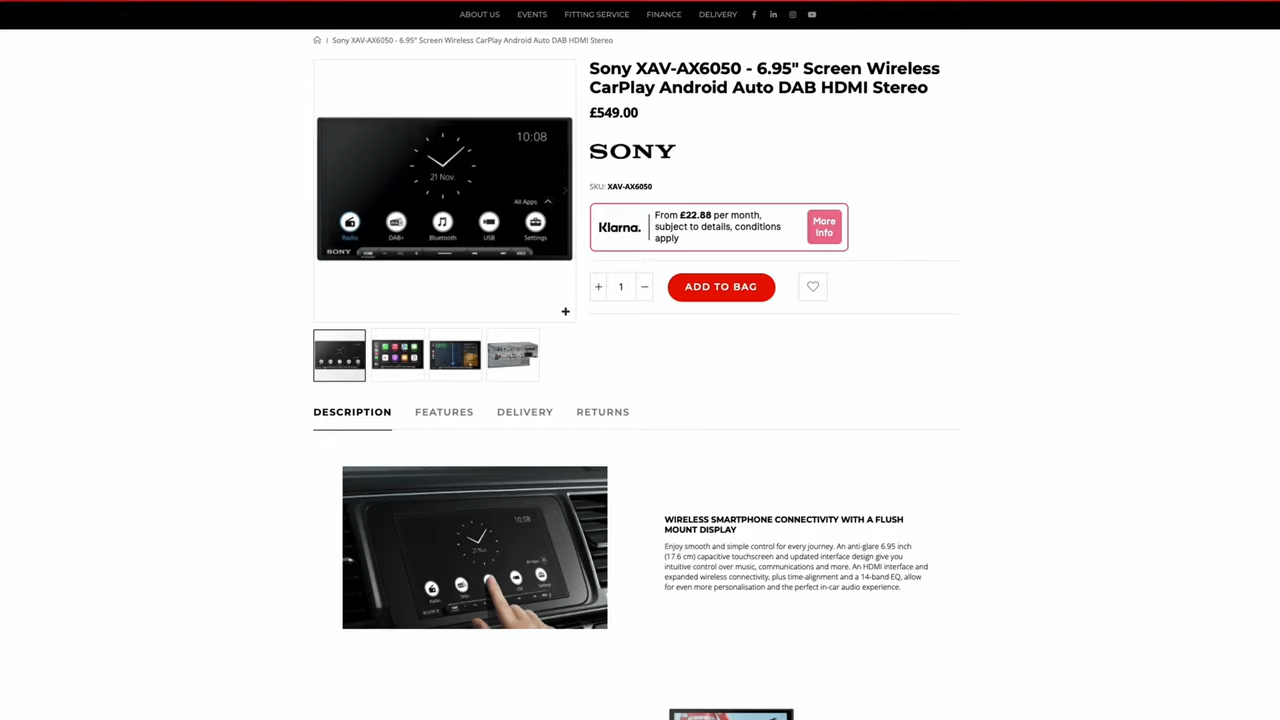 ABOUT US EVENTS FITTING SERVICE FINANCE DELIVERY
Sony XAV-AX6050 - 6.95" Screen Wireless CarPlay Android Auto DAB HDMI Stereo
Sony XAV-AX6050 - 6.95" Screen Wireless
CarPlay Android Auto DAB HDMI Stereo
£549.00
SONY
SKU: XAV-AX6050
Klarna.
From £22.88 per month,
subject to details, conditions
apply
More
Info
+ 1 −
ADD TO BAG
10:08
21 Nov.
All Apps
Radio DAB+ Bluetooth USB Settings
SONY
DESCRIPTION FEATURES DELIVERY RETURNS
10:08
21 Nov.
Radio DAB+ USB Settings
SONY
WIRELESS SMARTPHONE CONNECTIVITY WITH A FLUSH
MOUNT DISPLAY
Enjoy smooth and simple control for every journey. An anti-glare 6.95 inch
(17.6 cm) capacitive touchscreen and updated interface design give you
intuitive control over music, communications and more. An HDMI interface and
expanded wireless connectivity, plus time-alignment and a 14-band EQ, allow
for even more personalisation and the perfect in-car audio experience.